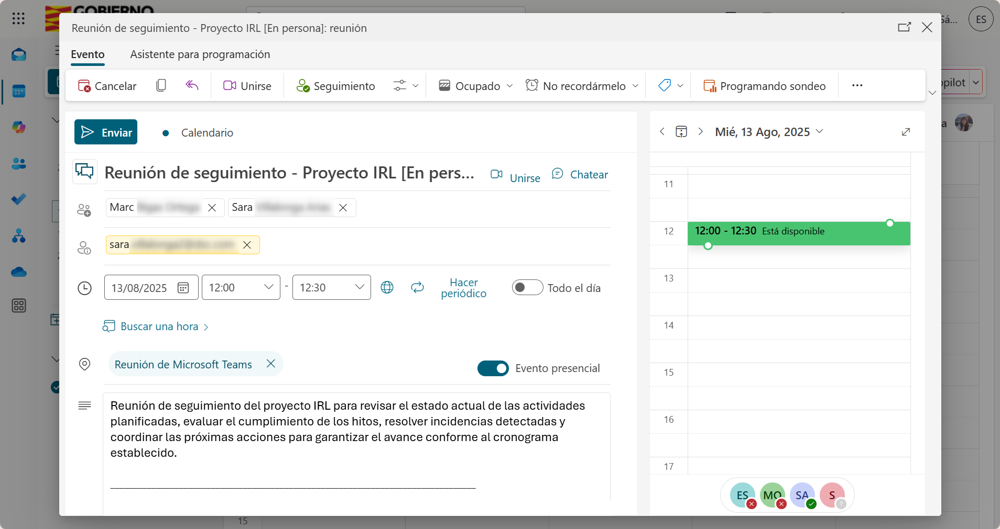 GOBIERNO
Sá...
ES
Reunión de seguimiento - Proyecto IRL [En persona]: reunión
Evento
Asistente para programación
Cancelar
Unirse
Seguimiento
Ocupado
No recordármelo
Programando sondeo
pilot
Enviar
Calendario
Mié, 13 Ago, 2025
a
Reunión de seguimiento - Proyecto IRL [En pers...
Unirse
Chatear
Marc
Sara
sara
13/08/2025
12:00
-
12:30
Hacer
periódico
Todo el día
Buscar una hora
Reunión de Microsoft Teams
Evento presencial
Reunión de seguimiento del proyecto IRL para revisar el estado actual de las actividades
planificadas, evaluar el cumplimiento de los hitos, resolver incidencias detectadas y
coordinar las próximas acciones para garantizar el avance conforme al cronograma
establecido.
11
12
12:00 - 12:30 Está disponible
13
14
15
16
17
ES
MO
SA
S
15